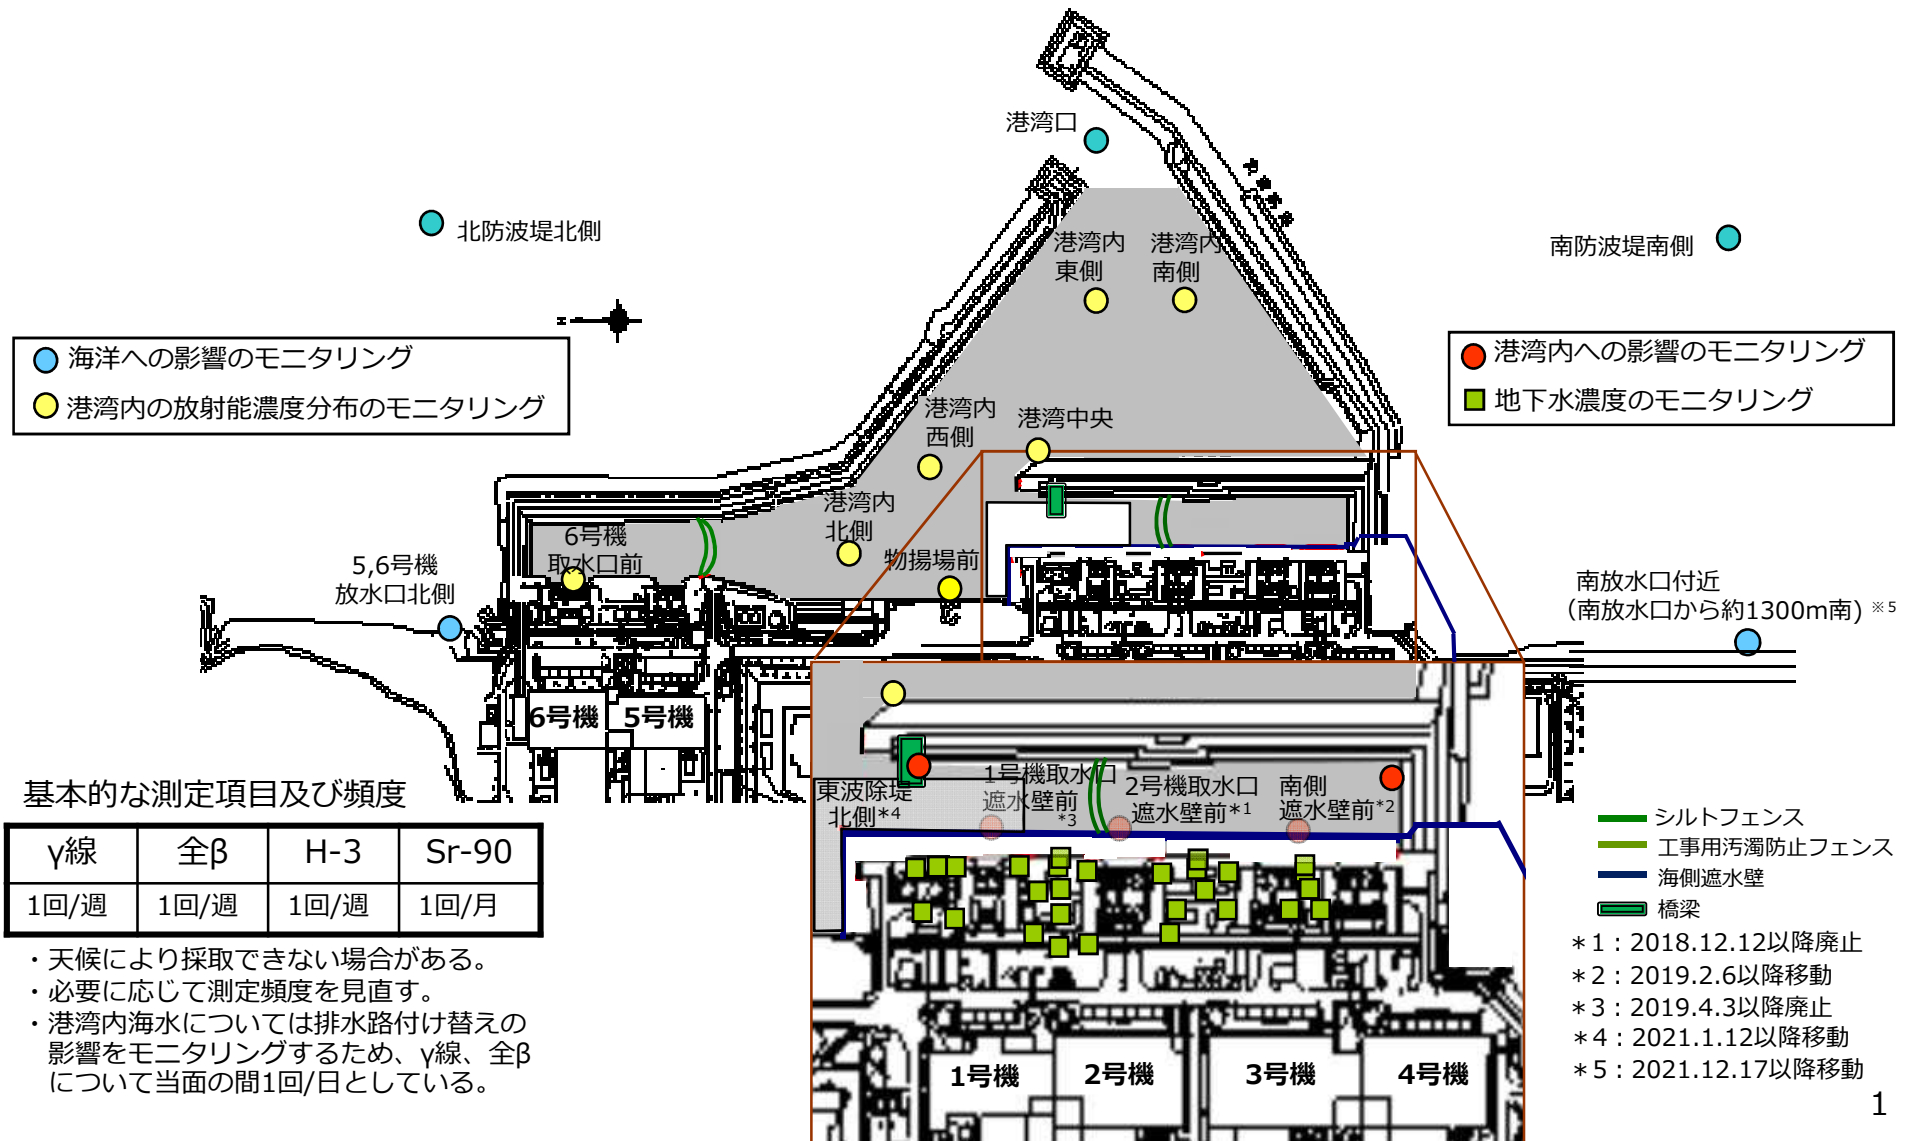 港湾口
北防波堤北側
南防波堤南側
港湾内
東側
港湾内
南側
海洋への影響のモニタリング
港湾内の放射能濃度分布のモニタリング
港湾内への影響のモニタリング
地下水濃度のモニタリング
港湾内
西側
港湾中央
港湾内
北側
6号機
取水口前
物揚場前
5,6号機
放水口北側
南放水口付近
（南放水口から約1300m南）※5
6号機
5号機
東波除堤
北側*4
1号機取水口
遮水壁前
*3
2号機取水口
遮水壁前*1
南側
遮水壁前*2
1号機
2号機
3号機
4号機
基本的な測定項目及び頻度
γ線 全β H-3 Sr-90
1回/週 1回/週 1回/週 1回/月
・天候により採取できない場合がある。
・必要に応じて測定頻度を見直す。
・港湾内海水については排水路付け替えの
影響をモニタリングするため、γ線、全β
について当面の間1回/日としている。
シルトフェンス
工事用汚濁防止フェンス
海側遮水壁
橋梁
＊1：2018.12.12以降廃止
＊2：2019.2.6以降移動
＊3：2019.4.3以降廃止
＊4：2021.1.12以降移動
＊5：2021.12.17以降移動
1